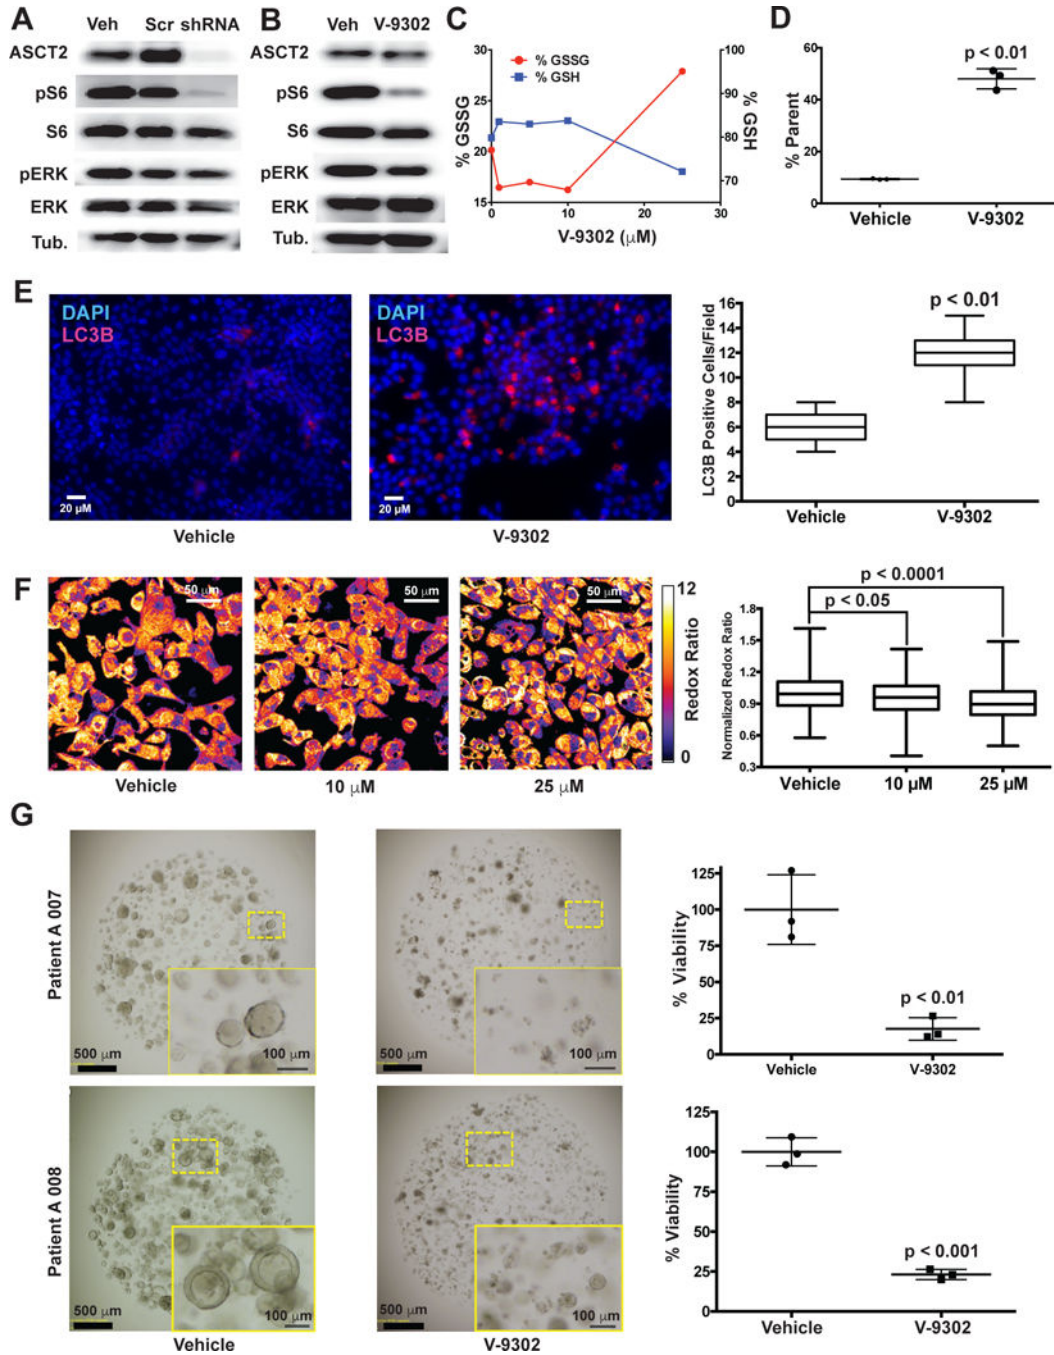 A
Veh Scr shRNA
ASCT2
pS6
S6
pERK
ERK
Tub.
B
Veh V-9302
ASCT2
pS6
S6
pERK
ERK
Tub.
C
% GSSG
% GSH
30
25
20
15
% GSSG
100
90
80
70
% GSH
0 10 20 30
V-9302 (μM)
D
p < 0.01
60
40
20
0
% Parent
Vehicle V-9302
E
DAPI
LC3B
20 μM
Vehicle
DAPI
LC3B
20 μM
V-9302
p < 0.01
16
14
12
10
8
6
4
2
0
LC3B Positive Cells/Field
Vehicle V-9302
F
50 μm
Vehicle
50 μm
10 μM
50 μm
25 μM
12
0
Redox Ratio
p < 0.0001
p < 0.05
1.8
1.5
1.2
0.9
0.6
0.3
Normalized Redox Ratio
Vehicle 10 μM 25 μM
G
Patient A 007
500 μm
100 μm
500 μm
100 μm
125
100
75
50
25
0
% Viability
p < 0.01
Vehicle V-9302
Patient A 008
500 μm
100 μm
Vehicle
500 μm
100 μm
V-9302
125
100
75
50
25
0
% Viability
p < 0.001
Vehicle V-9302